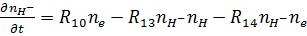 ∂n_{H^-}/∂t = R_{10}n_e − R_{13}n_{H^-}n_H − R_{14}n_{H^-}n_e